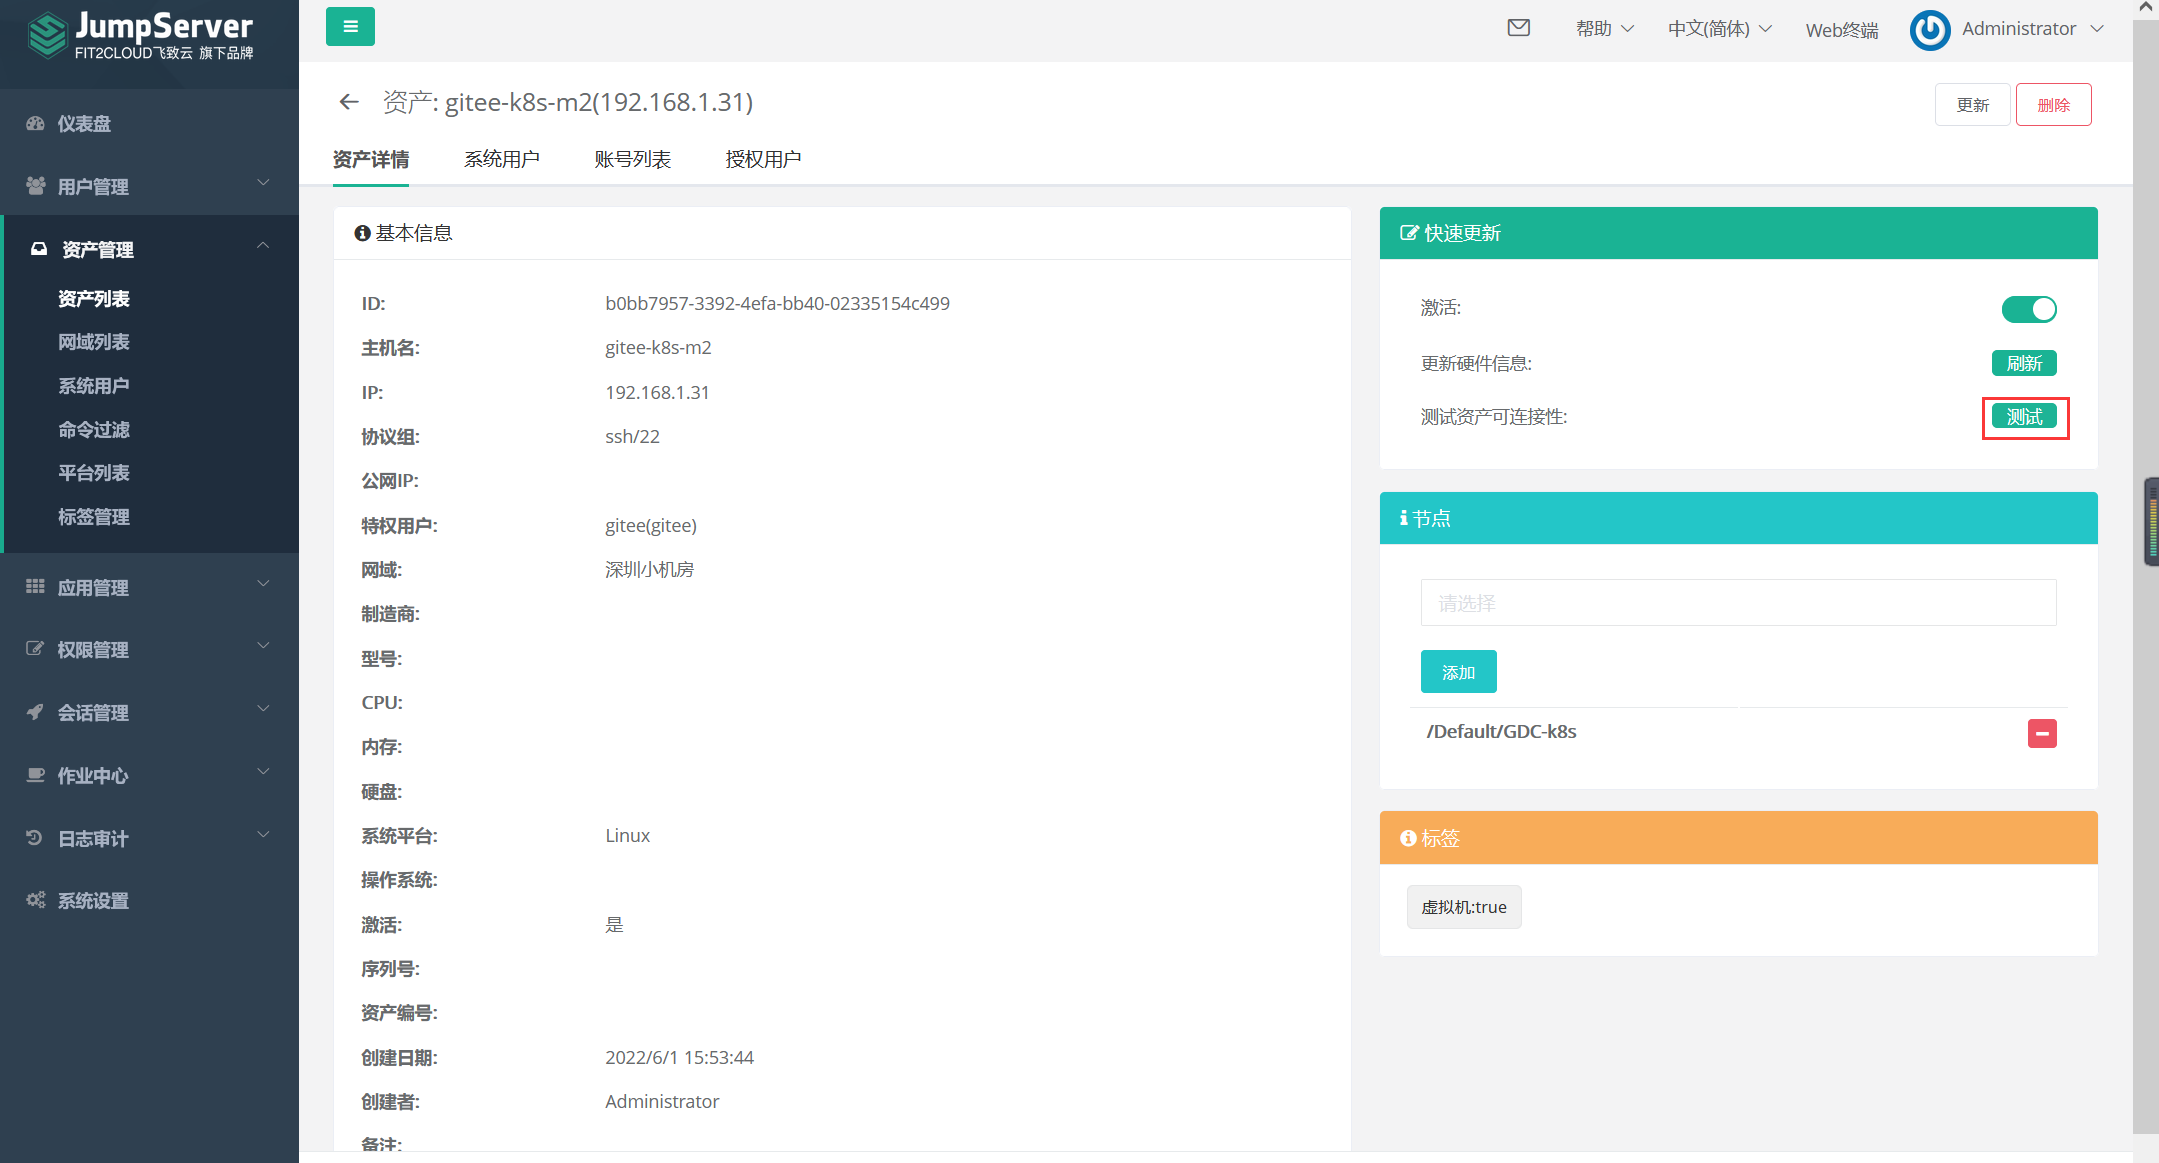 JumpServer
FIT2CLOUD飞致云 旗下品牌
仪表盘
用户管理
资产管理
资产列表
网域列表
系统用户
命令过滤
平台列表
标签管理
应用管理
权限管理
会话管理
作业中心
日志审计
系统设置
帮助
中文(简体)
Web终端
Administrator
资产: gitee-k8s-m2(192.168.1.31)
更新
删除
资产详情
系统用户
账号列表
授权用户
基本信息
ID: b0bb7957-3392-4efa-bb40-02335154c499
主机名: gitee-k8s-m2
IP: 192.168.1.31
协议组: ssh/22
公网IP:
特权用户: gitee(gitee)
网域: 深圳小机房
制造商:
型号:
CPU:
内存:
硬盘:
系统平台: Linux
操作系统:
激活: 是
序列号:
资产编号:
创建日期: 2022/6/1 15:53:44
创建者: Administrator
备注:
快速更新
激活:
更新硬件信息: 刷新
测试资产可连接性: 测试
节点
请选择
添加
/Default/GDC-k8s
标签
虚拟机:true